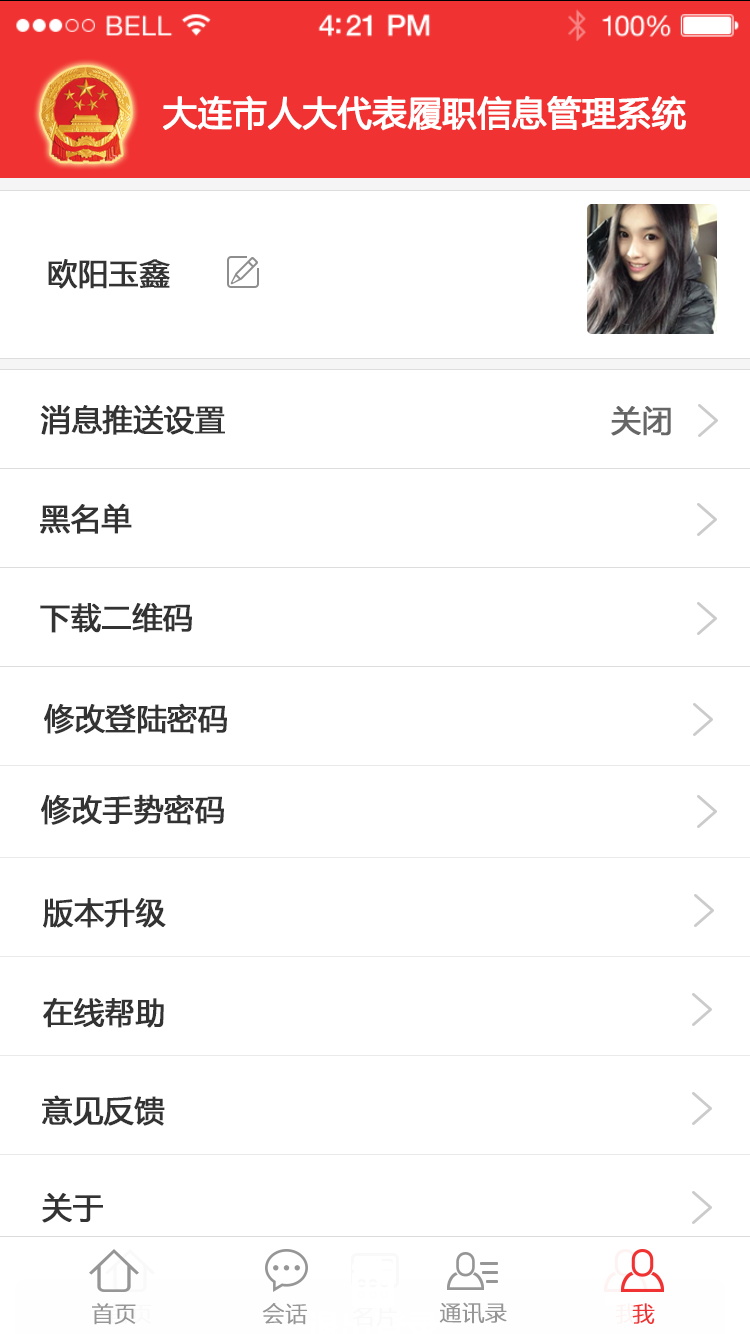 BELL 4:21 PM 100%
大连市人大代表履职信息管理系统
欧阳玉鑫
消息推送设置 关闭
黑名单
下载二维码
修改登陆密码
修改手势密码
版本升级
在线帮助
意见反馈
关于
首页 会话 名片 通讯录 我